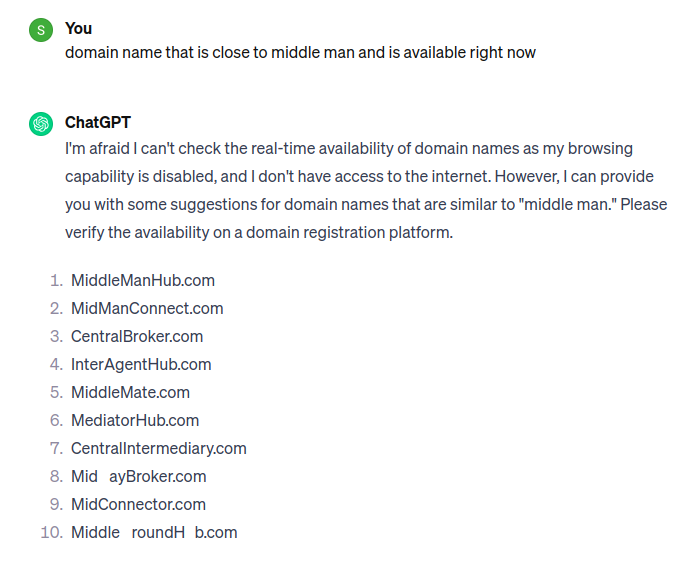 S You
domain name that is close to middle man and is available right now
ChatGPT
I'm afraid I can't check the real-time availability of domain names as my browsing
capability is disabled, and I don't have access to the internet. However, I can provide
you with some suggestions for domain names that are similar to "middle man." Please
verify the availability on a domain registration platform.
1. MiddleManHub.com
2. MidManConnect.com
3. CentralBroker.com
4. InterAgentHub.com
5. MiddleMate.com
6. MediatorHub.com
7. CentralIntermediary.com
8. Mid ayBroker.com
9. MidConnector.com
10. Middle roundH b.com